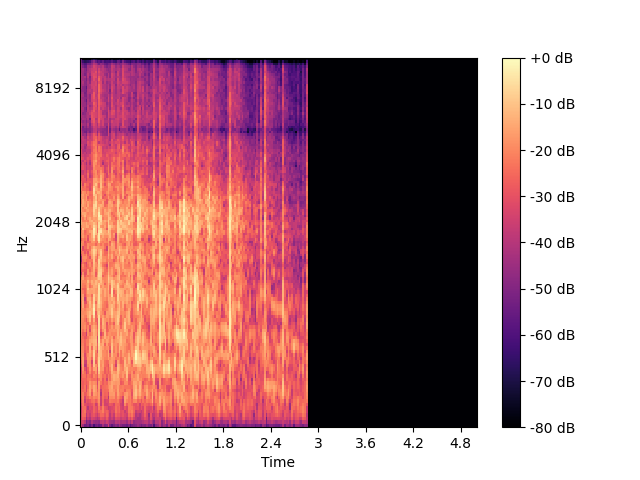 8192
4096
2048
1024
512
0
Hz
0 0.6 1.2 1.8 2.4 3 3.6 4.2 4.8
Time
+0 dB
-10 dB
-20 dB
-30 dB
-40 dB
-50 dB
-60 dB
-70 dB
-80 dB